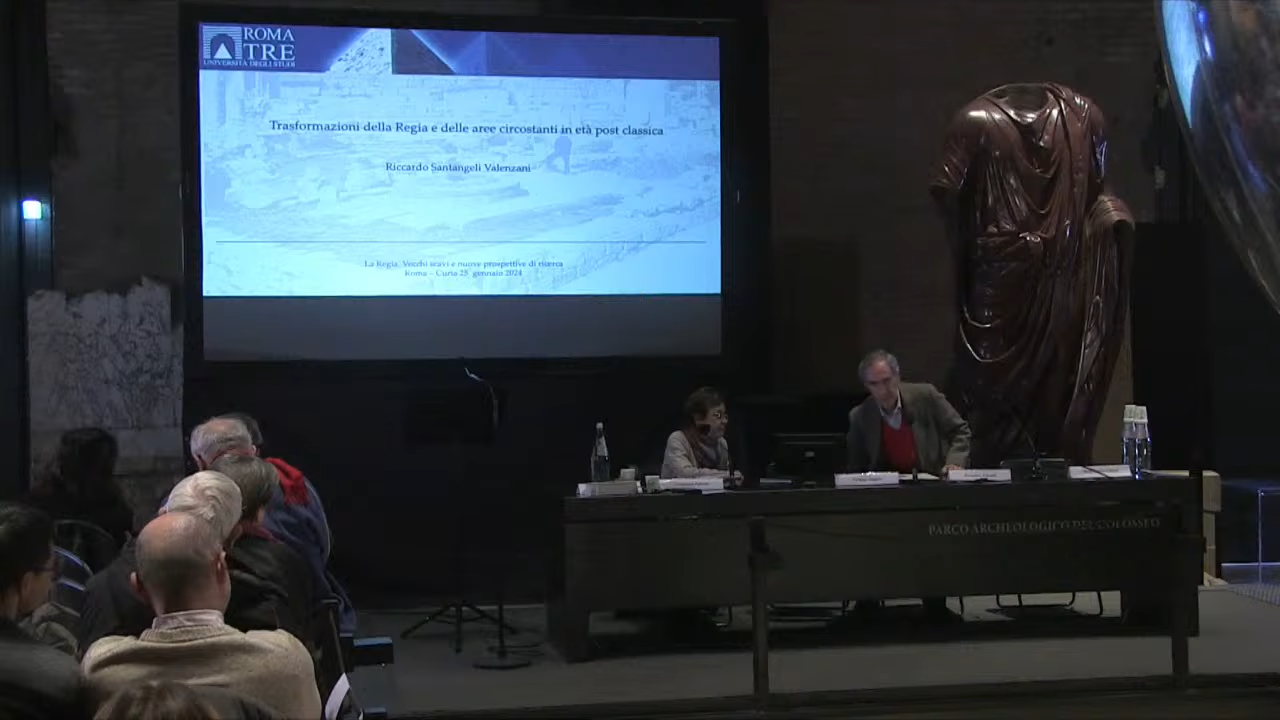 ROMA
TRE
UNIVERSITÀ DEGLI STUDI
Trasformazioni della Regia e delle aree circostanti in età post classica
Riccardo Santangeli Valenzani
La Regia. Vecchi scavi e nuove prospettive di ricerca
Roma – Curia 25 gennaio 2024
PARCO ARCHEOLOGICO DEL COLOSSEO